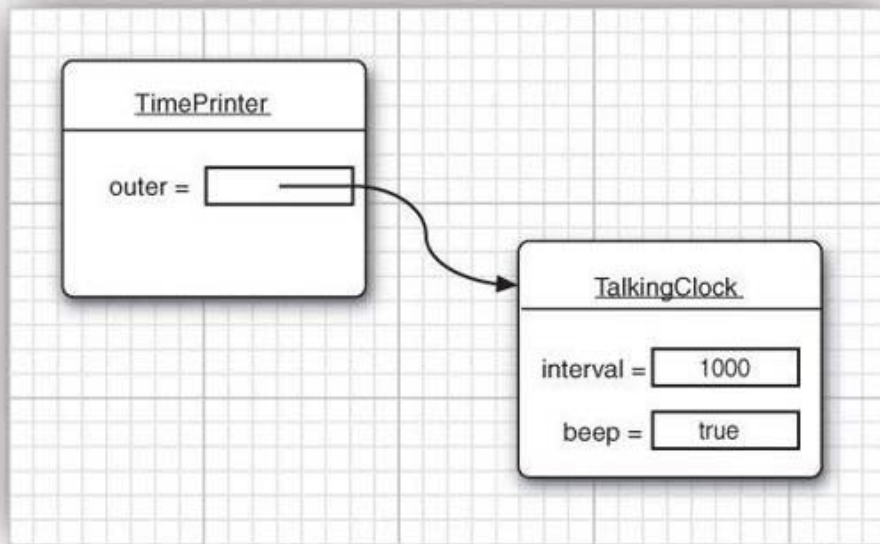 TimePrinter
outer =
TalkingClock
interval = 1000
beep = true